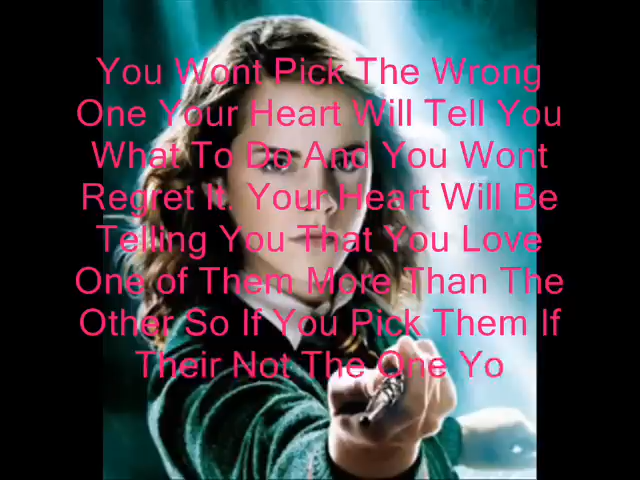 You Wont Pick The Wrong
One Your Heart Will Tell You
What To Do And You Wont
Regret It. Your Heart Will Be
Telling You That You Love
One of Them More Than The
Other So If You Pick Them If
Their Not The One Yo